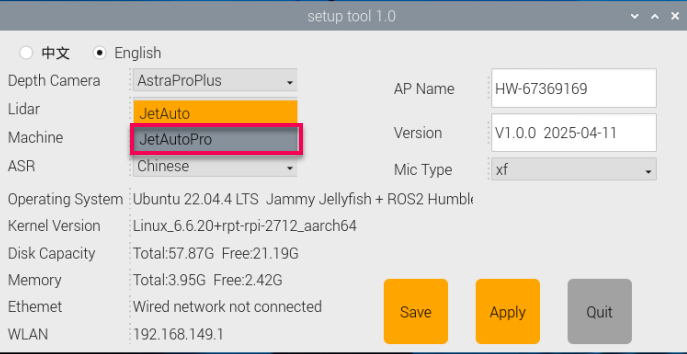 setup tool 1.0
中文 English
Depth Camera AstraProPlus
AP Name HW-67369169
Lidar JetAuto
Machine JetAutoPro
Version V1.0.0 2025-04-11
ASR Chinese
Mic Type xf
Operating System Ubuntu 22.04.4 LTS Jammy Jellyfish + ROS2 Humble
Kernel Version Linux_6.6.20+rpt-rpi-2712_aarch64
Disk Capacity Total:57.87G Free:21.19G
Memory Total:3.95G Free:2.42G
Ethemet Wired network not connected
WLAN 192.168.149.1
Save Apply Quit